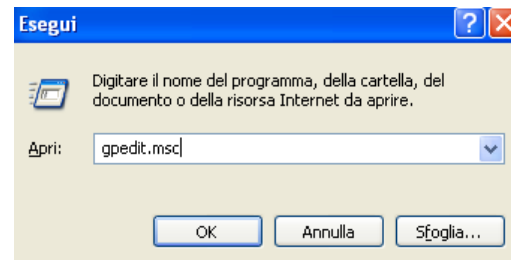 Esegui
Digitare il nome del programma, della cartella, del
documento o della risorsa Internet da aprire.
Apri: gpedit.msc
OK Annulla Sfoglia...